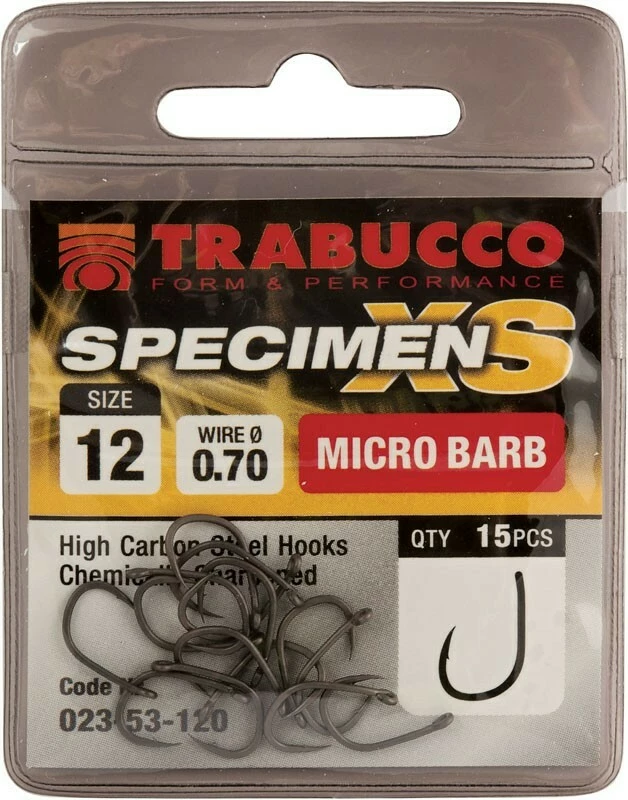 TRABUCCO
FORM & PERFORMANCE
SPECIMEN XS
SIZE
12
WIRE Ø
0.70
MICRO BARB
High Carbon Steel Hooks
Chemically Sharpened
QTY 15PCS
Code
023-53-120